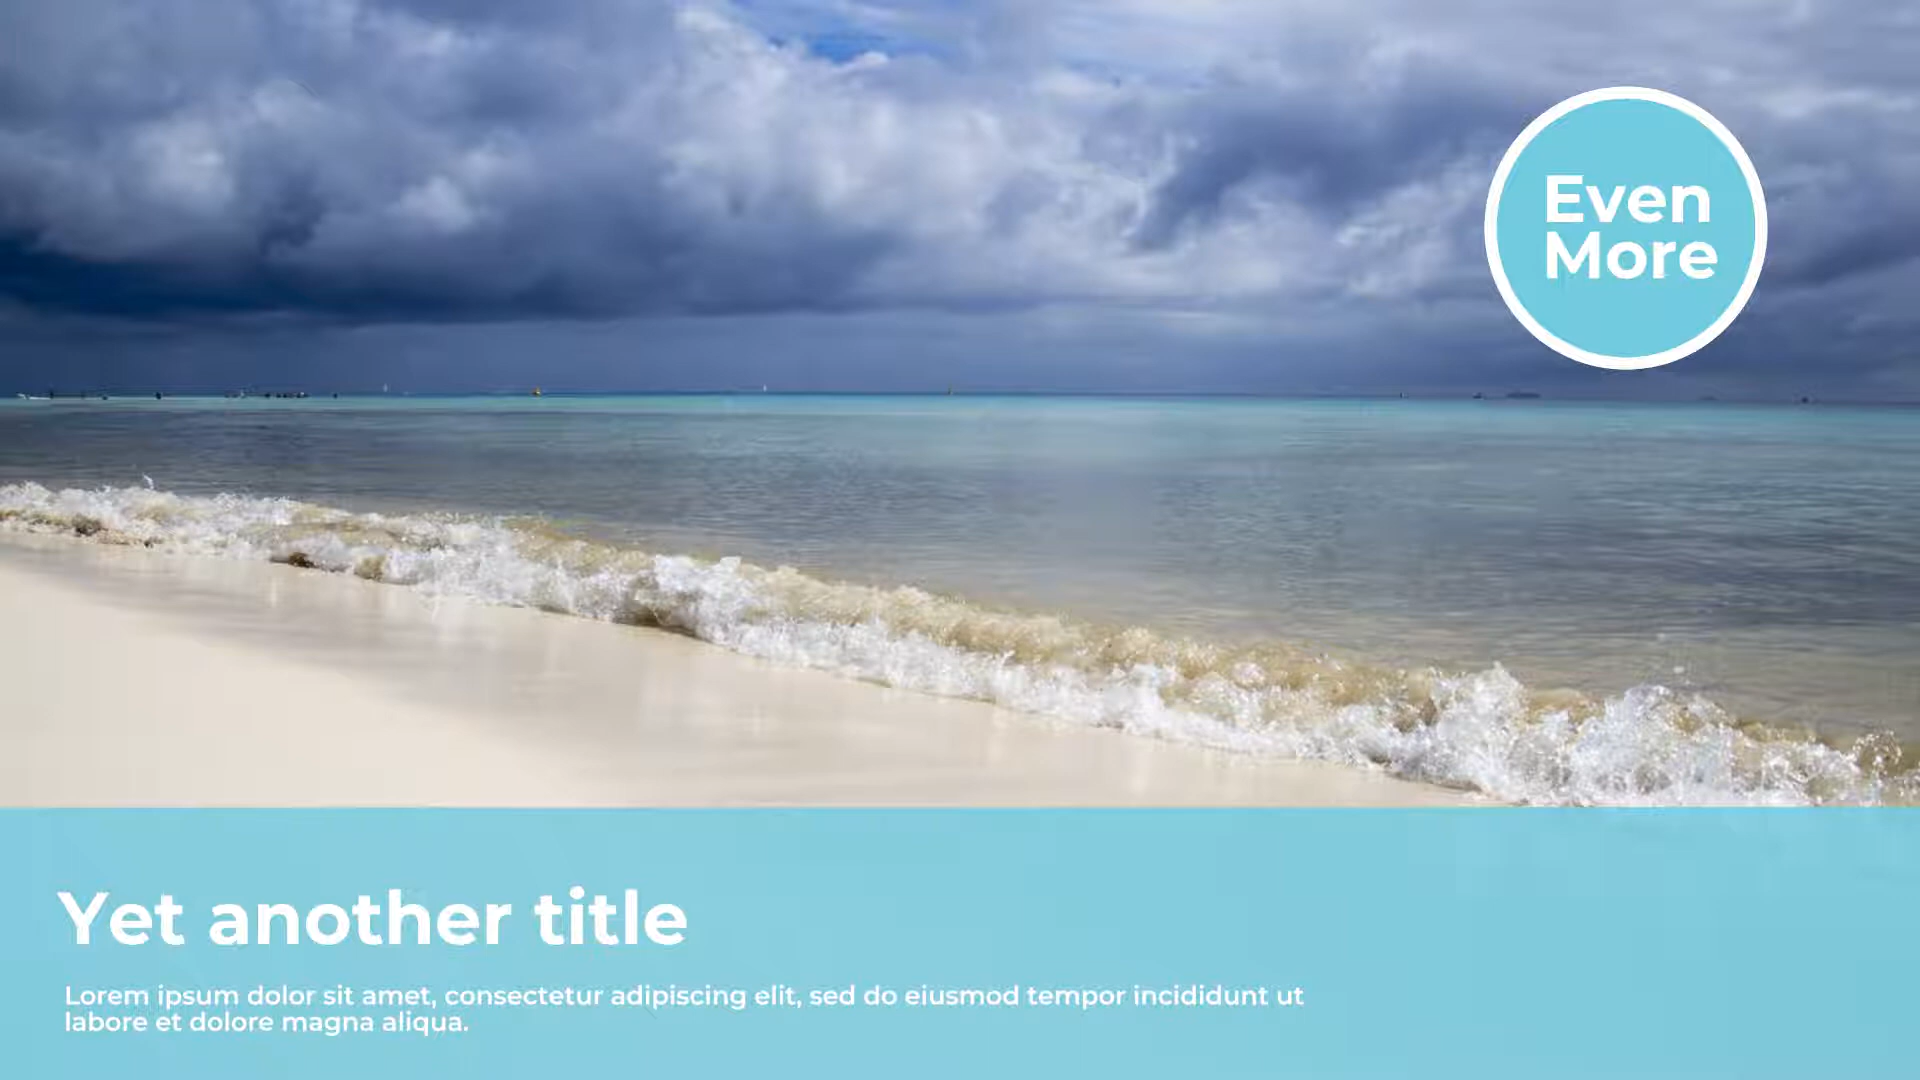 Even
More
Yet another title
Lorem ipsum dolor sit amet, consectetur adipiscing elit, sed do eiusmod tempor incididunt ut
labore et dolore magna aliqua.